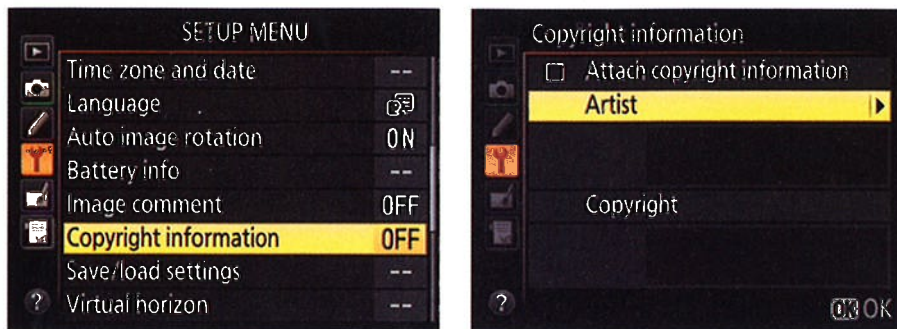 SETUP MENU
Time zone and date --
Language
Auto image rotation ON
Battery info --
Image comment OFF
Copyright information OFF
Save/load settings --
? Virtual horizon --
Copyright information
Attach copyright information
Artist
Copyright
? OK OK